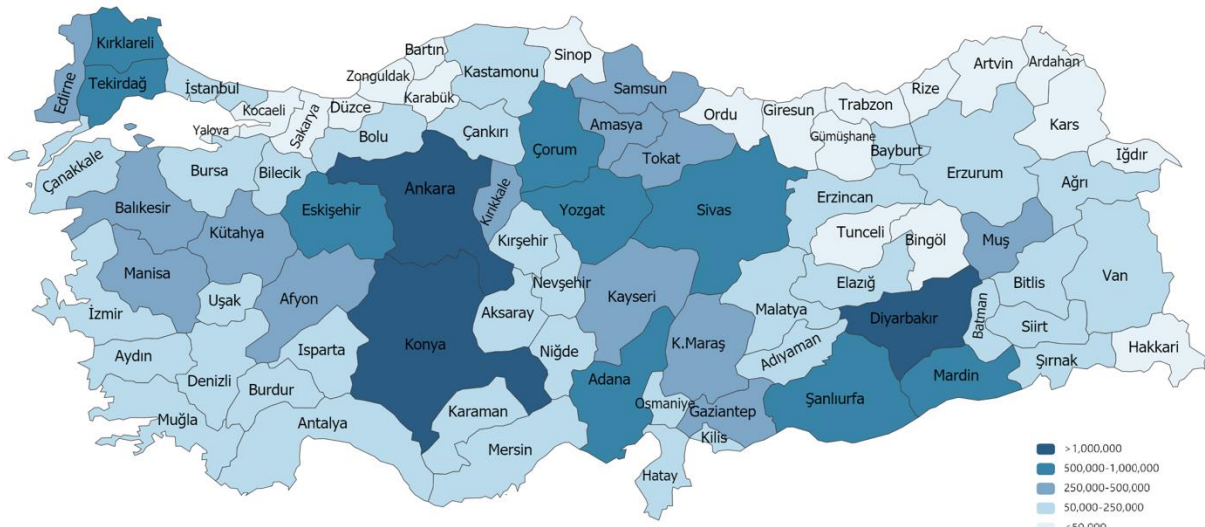 Kırklareli
Edirne
Tekirdağ
İstanbul
Kocaeli
Yalova
Sakarya
Düzce
Zonguldak
Bartın
Karabük
Kastamonu
Sinop
Samsun
Ordu
Giresun
Trabzon
Rize
Artvin
Ardahan
Kars
Iğdır
Gümüşhane
Bayburt
Erzurum
Ağrı
Çanakkale
Bursa
Bilecik
Bolu
Çankırı
Çorum
Amasya
Tokat
Balıkesir
Kütahya
Eskişehir
Ankara
Kırıkkale
Yozgat
Sivas
Erzincan
Tunceli
Bingöl
Muş
Bitlis
Van
Manisa
Uşak
Afyon
Kırşehir
Nevşehir
Kayseri
Malatya
Elazığ
İzmir
Aydın
Denizli
Isparta
Konya
Aksaray
Niğde
K.Maraş
Adıyaman
Diyarbakır
Batman
Siirt
Şırnak
Hakkari
Muğla
Burdur
Antalya
Karaman
Mersin
Adana
Osmaniye
Gaziantep
Kilis
Hatay
Şanlıurfa
Mardin
>1,000,000
500,000-1,000,000
250,000-500,000
50,000-250,000
<50,000